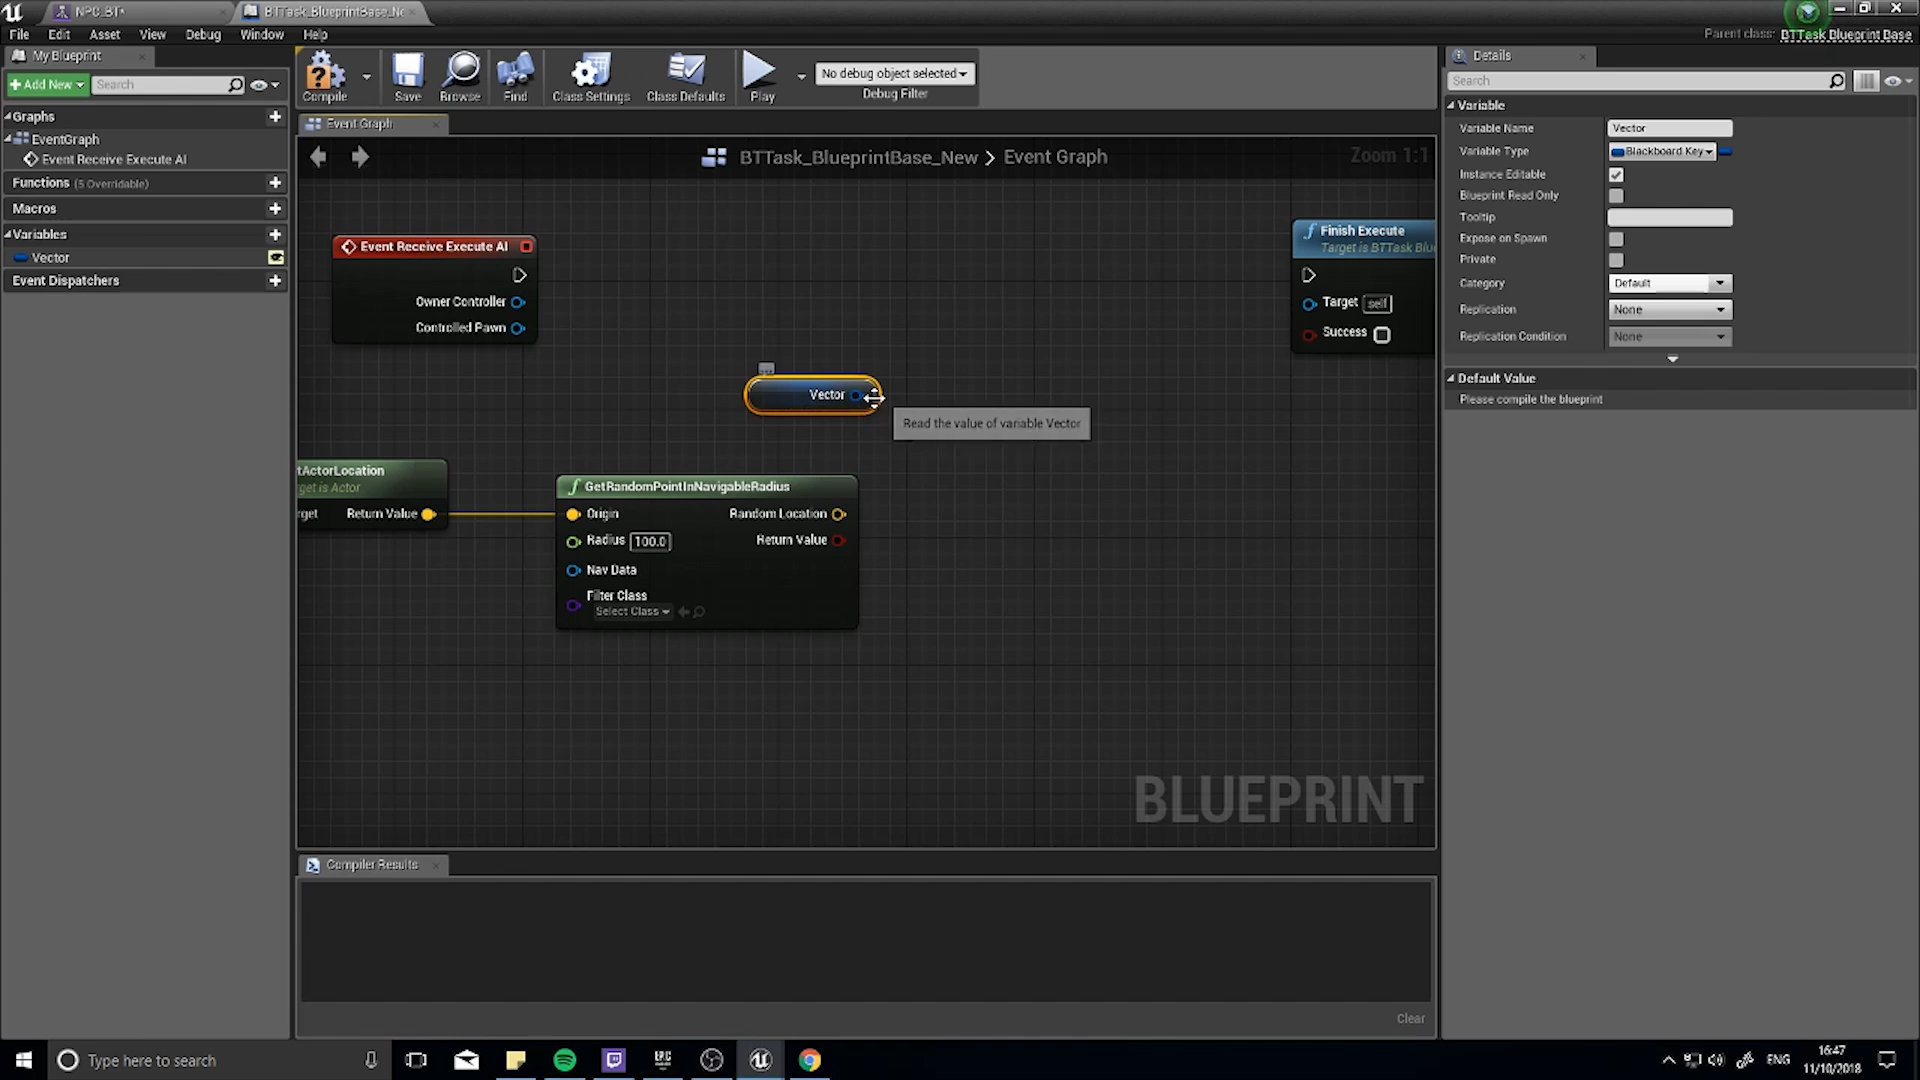 NPC_BT*
BTTask_BlueprintBase_Ne
File Edit Asset View Debug Window Help
Parent class: BTTask Blueprint Base
My Blueprint
Add New
Search
Graphs
EventGraph
Event Receive Execute AI
Functions (5 Overridable)
Macros
Variables
Vector
Event Dispatchers
Compile
Save
Browse
Find
Class Settings
Class Defaults
Play
No debug object selected
Debug Filter
Event Graph
BTTask_BlueprintBase_New > Event Graph
Zoom 1:1
Event Receive Execute AI
Owner Controller
Controlled Pawn
Finish Execute
Target is BTTask Blu
Target self
Success
Vector
Read the value of variable Vector
tActorLocation
rget is Actor
rget Return Value
GetRandomPointInNavigableRadius
Origin Random Location
Radius 100.0 Return Value
Nav Data
Filter Class
Select Class
BLUEPRINT
Compiler Results
Clear
Details
Search
Variable
Variable Name Vector
Variable Type Blackboard Key
Instance Editable
Blueprint Read Only
Tooltip
Expose on Spawn
Private
Category Default
Replication None
Replication Condition None
Default Value
Please compile the blueprint
Type here to search
EPIC
ENG
16:47
11/10/2018